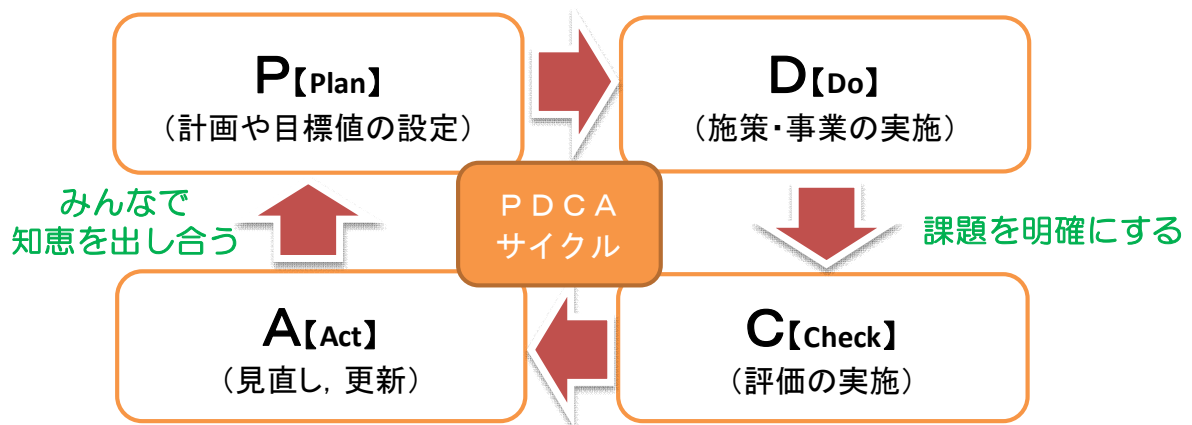 P【Plan】
（計画や目標値の設定）
D【Do】
（施策・事業の実施）
みんなで
知恵を出し合う
PDCA
サイクル
課題を明確にする
A【Act】
（見直し，更新）
C【Check】
（評価の実施）